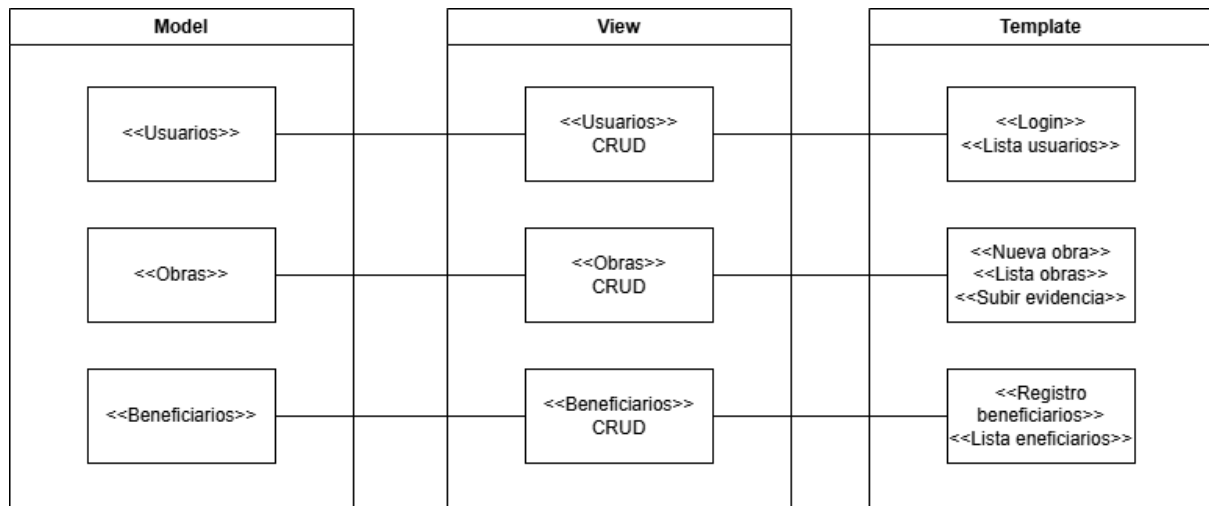 Model
View
Template
<<Usuarios>>
<<Usuarios>>
CRUD
<<Login>>
<<Lista usuarios>>
<<Obras>>
<<Obras>>
CRUD
<<Nueva obra>>
<<Lista obras>>
<<Subir evidencia>>
<<Beneficiarios>>
<<Beneficiarios>>
CRUD
<<Registro
beneficiarios>>
<<Lista eneficiarios>>